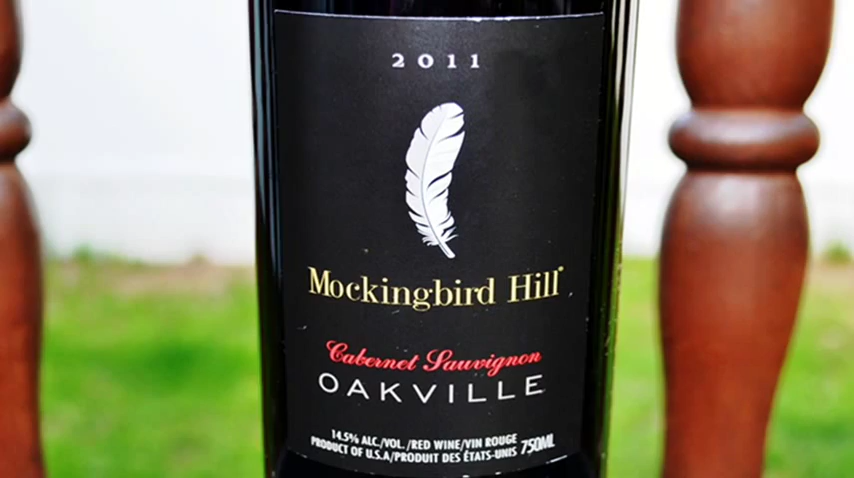 2011
Mockingbird Hill®
Cabernet Sauvignon
OAKVILLE
14.5% ALC./VOL. /RED WINE/VIN ROUGE 750ML
PRODUCT OF U.S.A/PRODUIT DES ÉTATS-UNIS